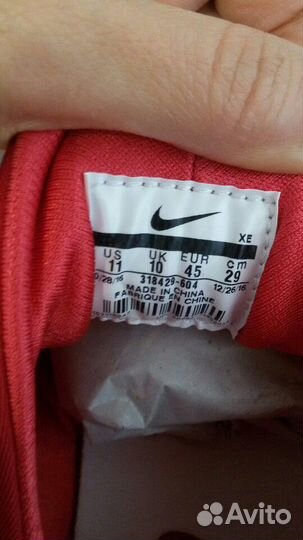 XE
US UK EUR cm
11 10 45 29
12/26/16
318429-604
MADE IN CHINA
FABRIQUE EN CHINE
Avito